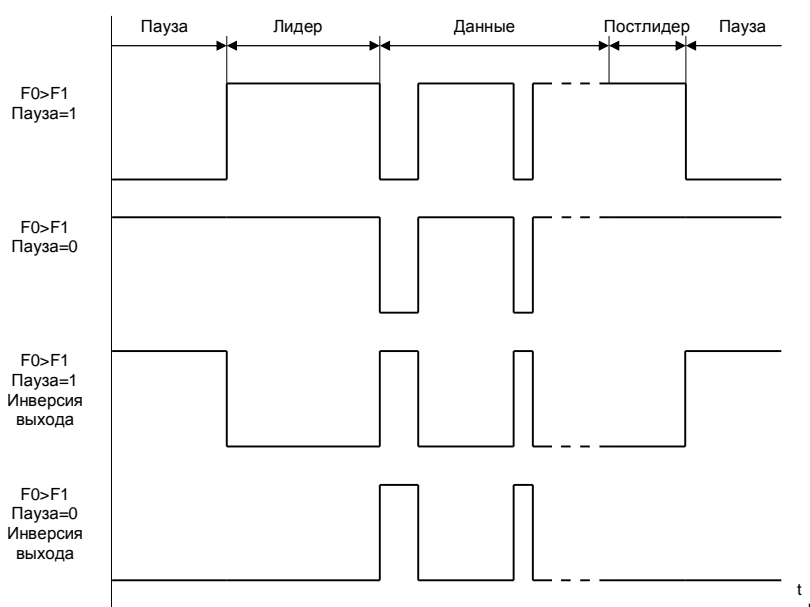 Пауза
Лидер
Данные
Постлидер
Пауза
F0>F1
Пауза=1
F0>F1
Пауза=0
F0>F1
Пауза=1
Инверсия
выхода
F0>F1
Пауза=0
Инверсия
выхода
t